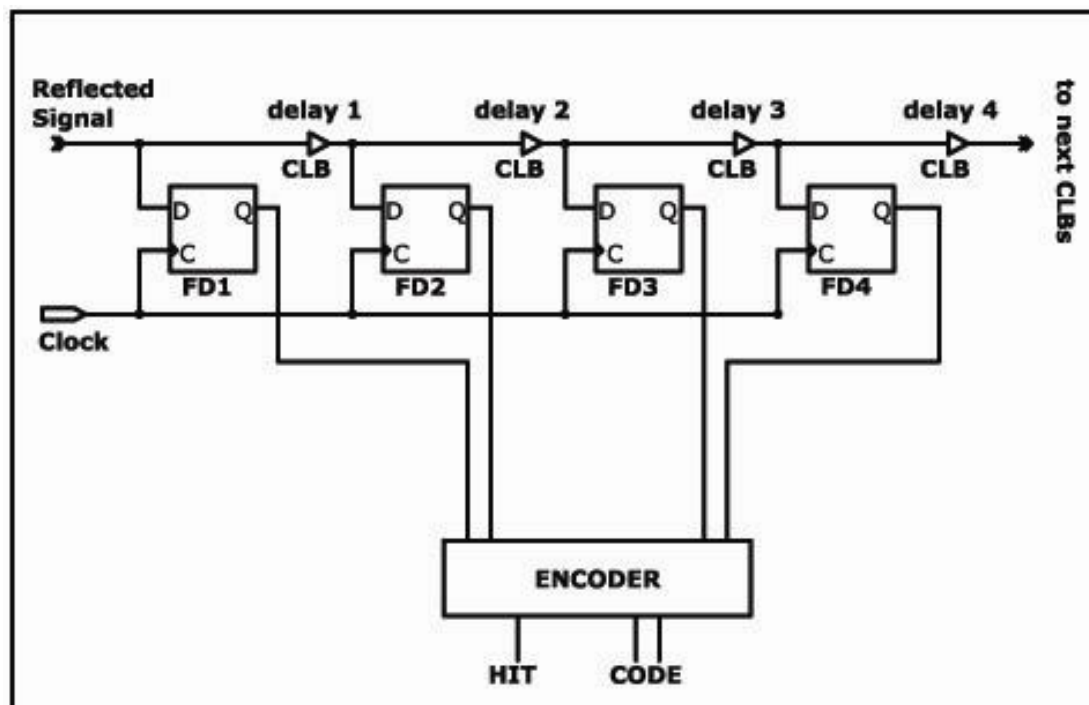 Reflected
Signal
delay 1
delay 2
delay 3
delay 4
to next CLBs
CLB
CLB
CLB
CLB
D Q
C
FD1
D Q
C
FD2
D Q
C
FD3
D Q
C
FD4
Clock
ENCODER
HIT
CODE